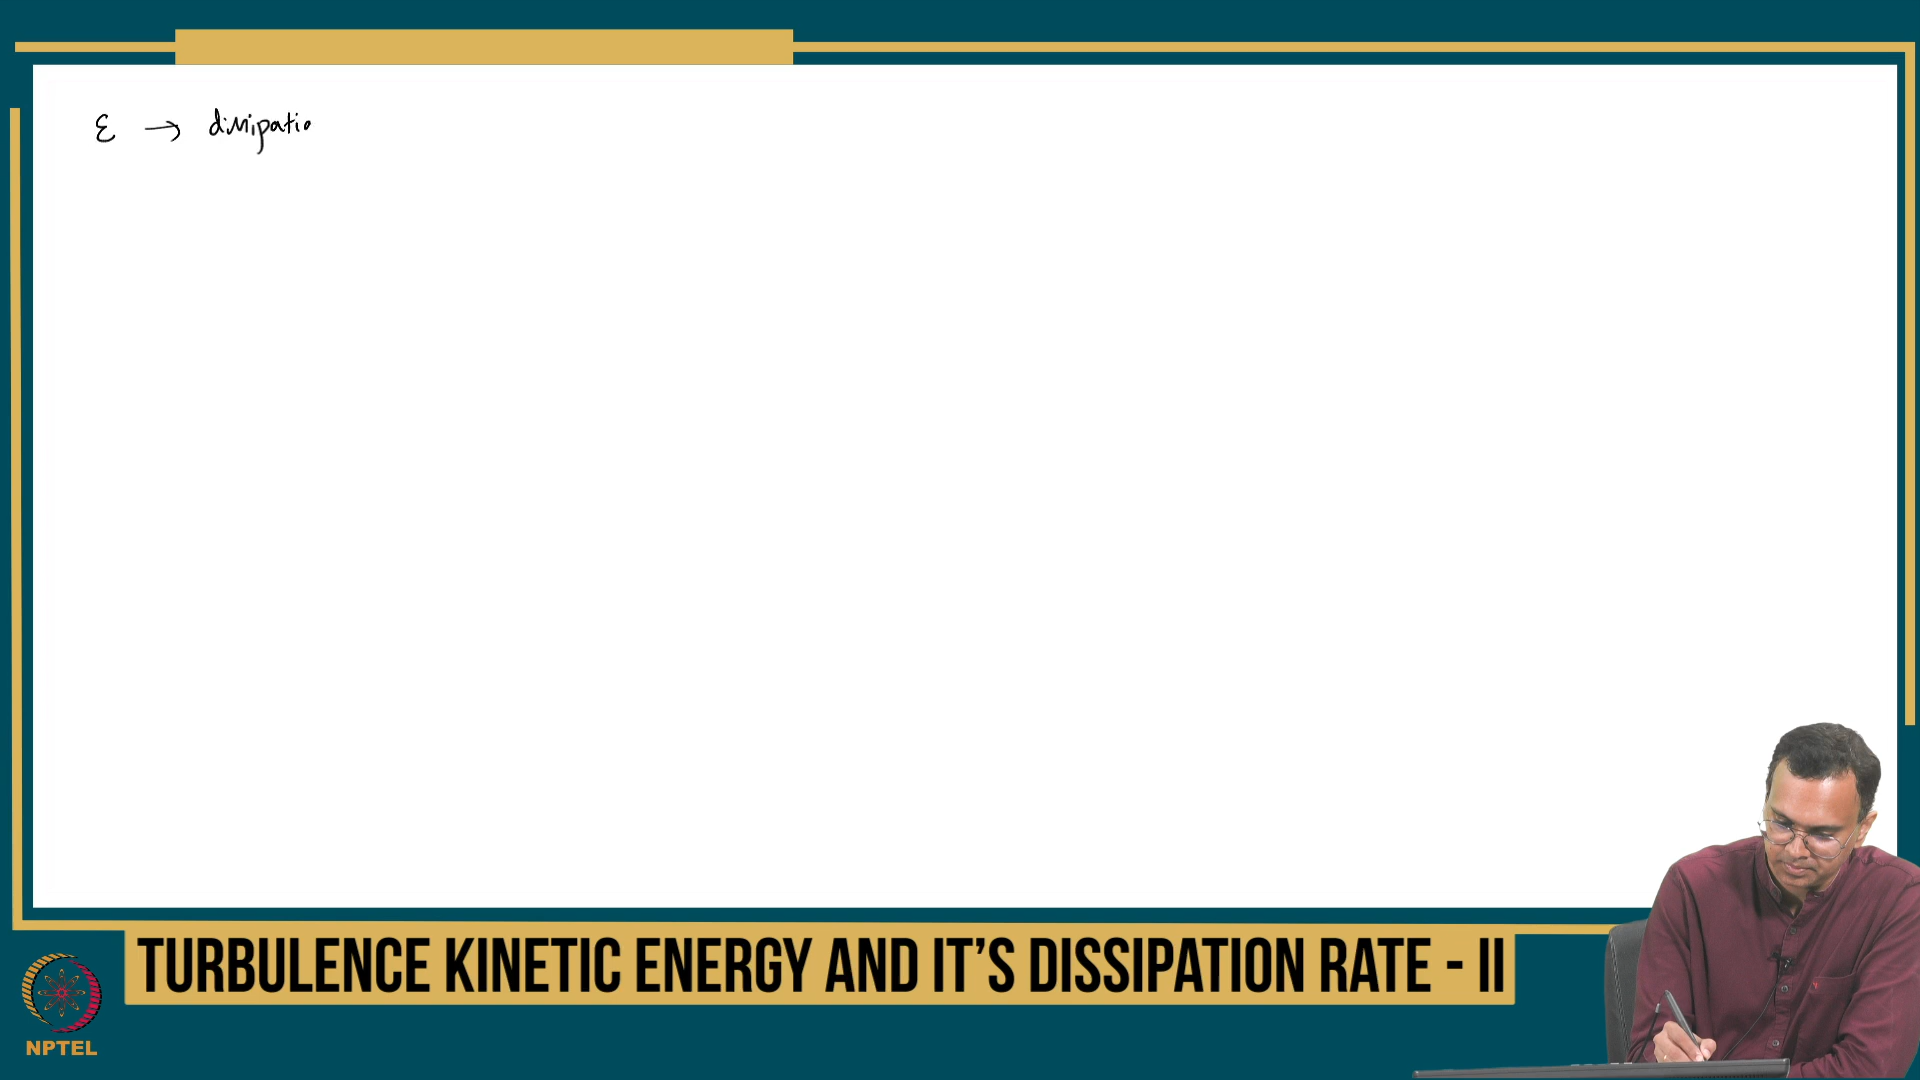 ε → dissipatio
TURBULENCE KINETIC ENERGY AND IT'S DISSIPATION RATE - II
NPTEL